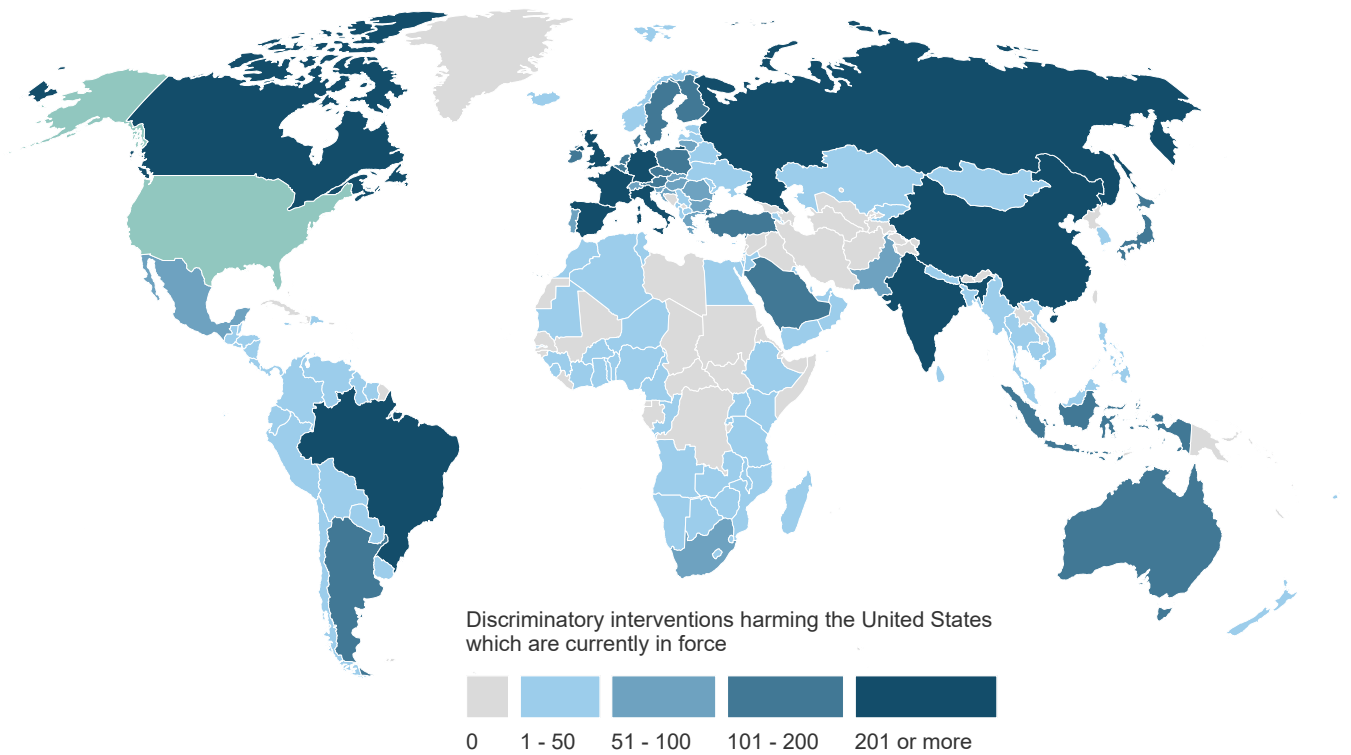 Discriminatory interventions harming the United States
which are currently in force
0 1 - 50 51 - 100 101 - 200 201 or more